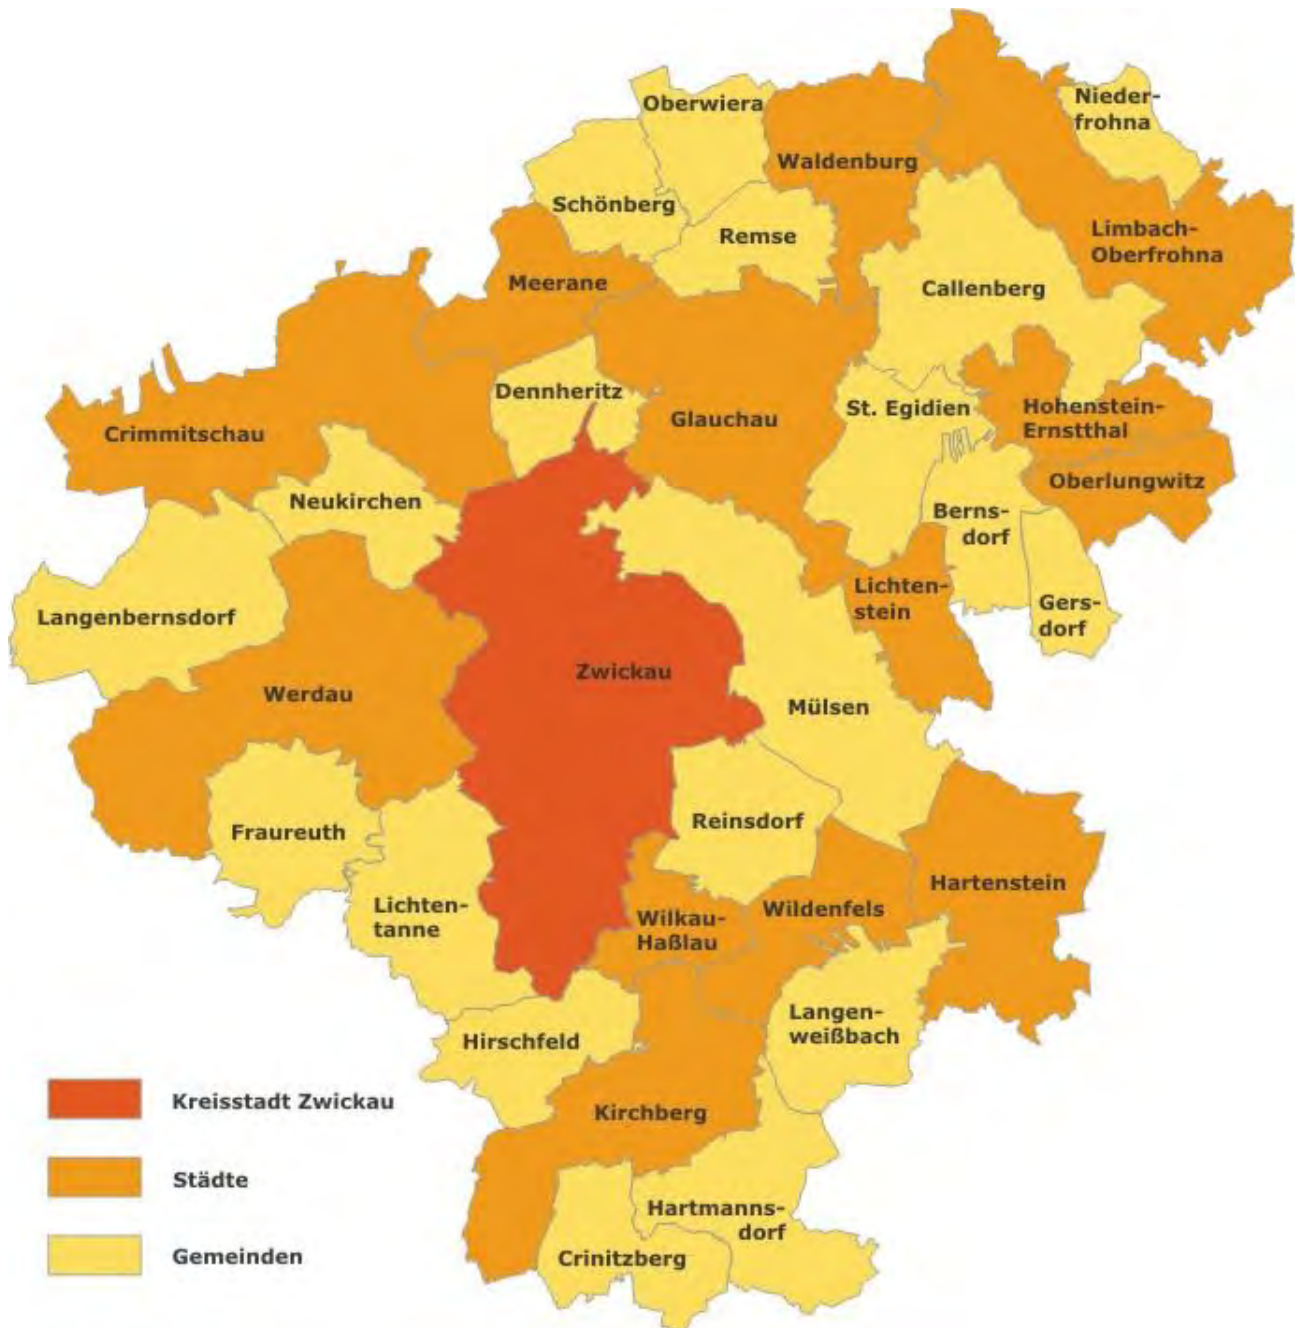 Oberwiera
Nieder-
frohna
Waldenburg
Schönberg
Remse
Limbach-
Oberfrohna
Meerane
Callenberg
Dennheritz
Glauchau
St. Egidien
Hohenstein-
Ernstthal
Crimmitschau
Neukirchen
Oberlungwitz
Berns-
dorf
Langenbernsdorf
Lichten-
stein
Gers-
dorf
Zwickau
Werdau
Mülsen
Fraureuth
Reinsdorf
Hartenstein
Lichten-
tanne
Wilkau-
Haßlau
Wildenfels
Langen-
weißbach
Hirschfeld
Kirchberg
Hartmanns-
dorf
Crinitzberg
Kreisstadt Zwickau
Städte
Gemeinden